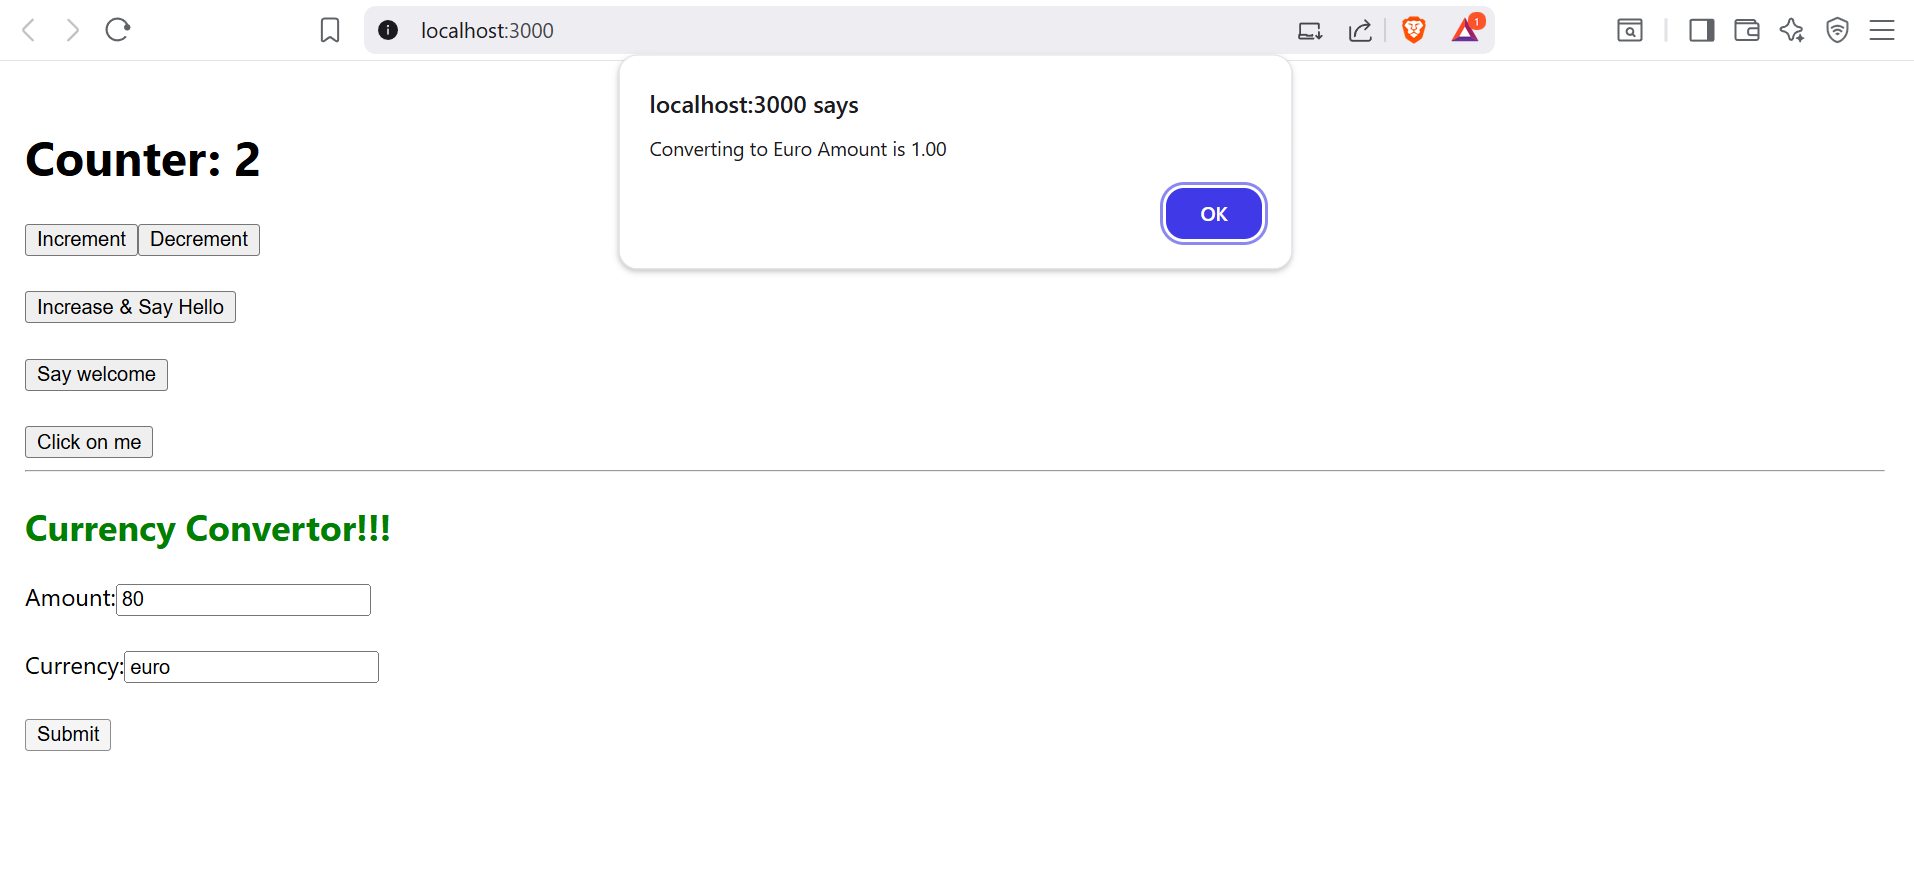 localhost:3000
1
localhost:3000 says
Converting to Euro Amount is 1.00
OK
Counter: 2
Increment Decrement
Increase & Say Hello
Say welcome
Click on me
Currency Convertor!!!
Amount: 80
Currency: euro
Submit